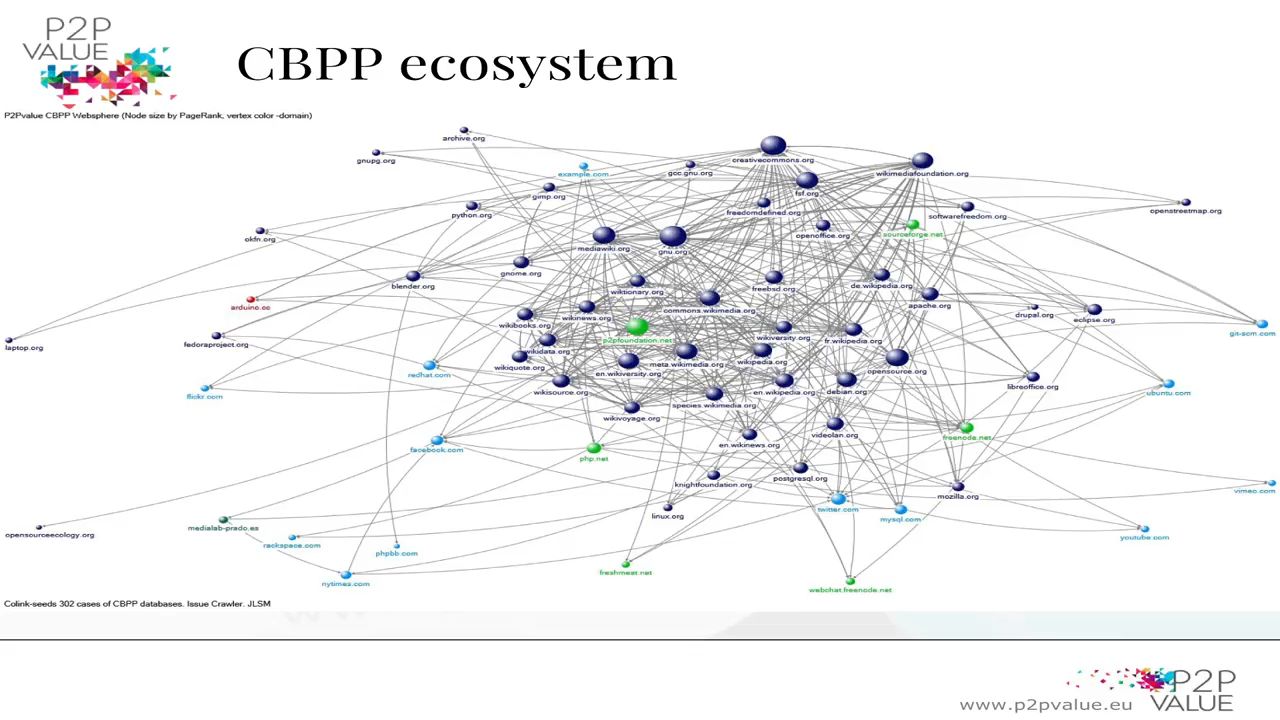 P2P
VALUE
CBPP ecosystem
P2Pvalue CBPP Websphere (Node size by PageRank, vertex color -domain)
archive.org
creativecommons.org
gnupg.org
example.com
gcc.gnu.org
wikimediafoundation.org
gimp.org
fsf.org
python.org
freedomdefined.org
softwarefreedom.org
openstreetmap.org
okfn.org
mediawiki.org
gnu.org
openoffice.org
sourceforge.net
blender.org
gnome.org
wiktionary.org
freebsd.org
de.wikipedia.org
arduino.cc
wikinews.org
commons.wikimedia.org
apache.org
drupal.org
eclipse.org
laptop.org
fedoraproject.org
wikibooks.org
p2pfoundation.net
wikiversity.org
fr.wikipedia.org
git-scm.com
redhat.com
wikidata.org
wikiquote.org
en.wikiversity.org
meta.wikimedia.org
wikipedia.org
opensource.org
flickr.com
wikisource.org
species.wikimedia.org
en.wikipedia.org
debian.org
libreoffice.org
ubuntu.com
wikivoyage.org
facebook.com
php.net
en.wikinews.org
videolan.org
freenode.net
knightfoundation.org
postgresql.org
mozilla.org
vimeo.com
opensourceecology.org
medialab-prado.es
linux.org
twitter.com
mysql.com
youtube.com
rackspace.com
phpbb.com
nytimes.com
freshmeat.net
webchat.freenode.net
Colink-seeds 302 cases of CBPP databases. Issue Crawler. JLSM
www.p2pvalue.eu
P2P
VALUE